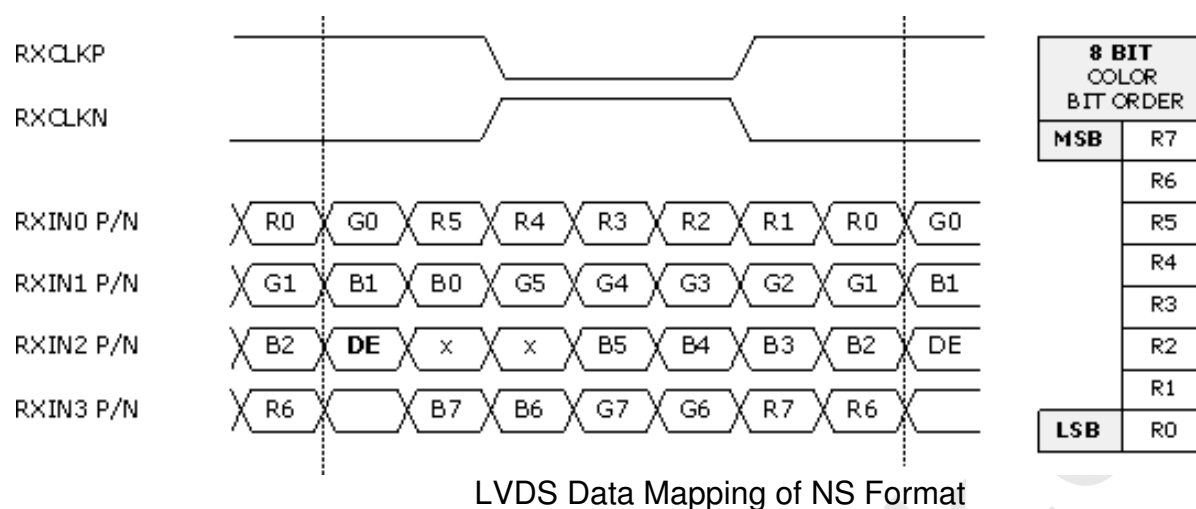 RXCLKP
RXCLKN
RXIN0 P/N R0 G0 R5 R4 R3 R2 R1 R0 G0
RXIN1 P/N G1 B1 B0 G5 G4 G3 G2 G1 B1
RXIN2 P/N B2 DE x x B5 B4 B3 B2 DE
RXIN3 P/N R6 B7 B6 G7 G6 R7 R6
8 BIT
COLOR
BIT ORDER
MSB R7
R6
R5
R4
R3
R2
R1
LSB R0
LVDS Data Mapping of NS Format